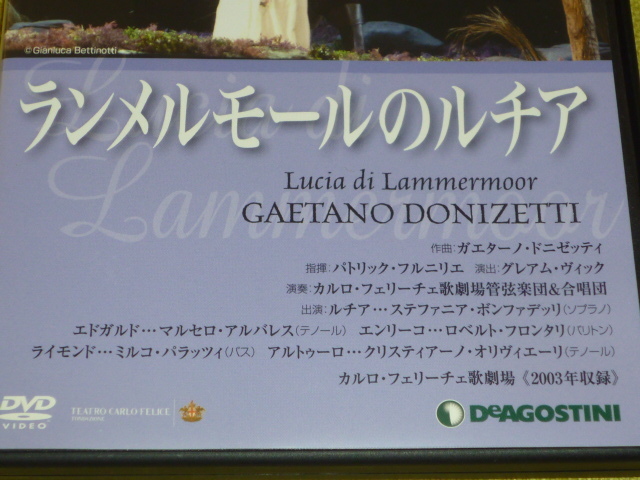 ©Gianluca Bettinotti
Lucia di
Lammermoor
ランメルモールのルチア
Lucia di Lammermoor
GAETANO DONIZETTI
作曲:ガエターノ・ドニゼッティ
指揮:パトリック・フルニリエ 演出:グレアム・ヴィック
演奏:カルロ・フェリーチェ歌劇場管弦楽団&合唱団
出演:ルチア…ステファニア・ボンファデッリ(ソプラノ)
エドガルド…マルセロ・アルバレス(テノール) エンリーコ…ロベルト・フロンタリ(バリトン)
ライモンド…ミルコ・パラッツィ(バス) アルトゥーロ…クリスティアーノ・オリヴィエーリ(テノール)
カルロ・フェリーチェ歌劇場《2003年収録》
DVD
VIDEO
TEATRO CARLO FELICE
DEAGOSTINI